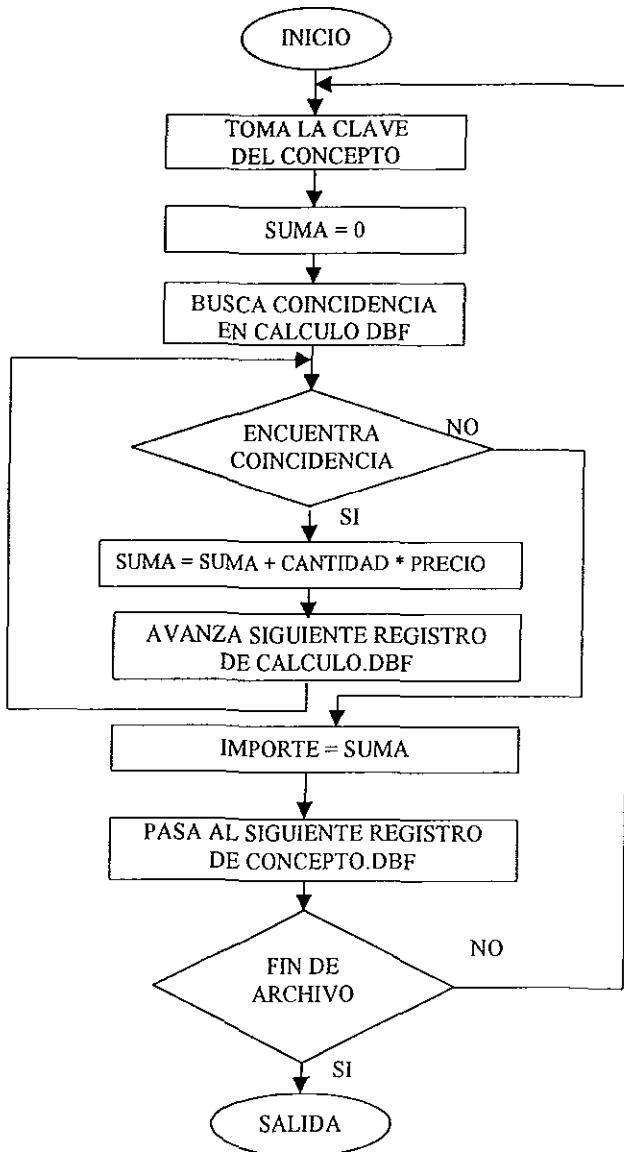 INICIO
TOMA LA CLAVE
DEL CONCEPTO
SUMA = 0
BUSCA COINCIDENCIA
EN CALCULO DBF
ENCUENTRA
COINCIDENCIA
NO
SI
SUMA = SUMA + CANTIDAD * PRECIO
AVANZA SIGUIENTE REGISTRO
DE CALCULO.DBF
IMPORTE = SUMA
PASA AL SIGUIENTE REGISTRO
DE CONCEPTO.DBF
FIN DE
ARCHIVO
NO
SI
SALIDA